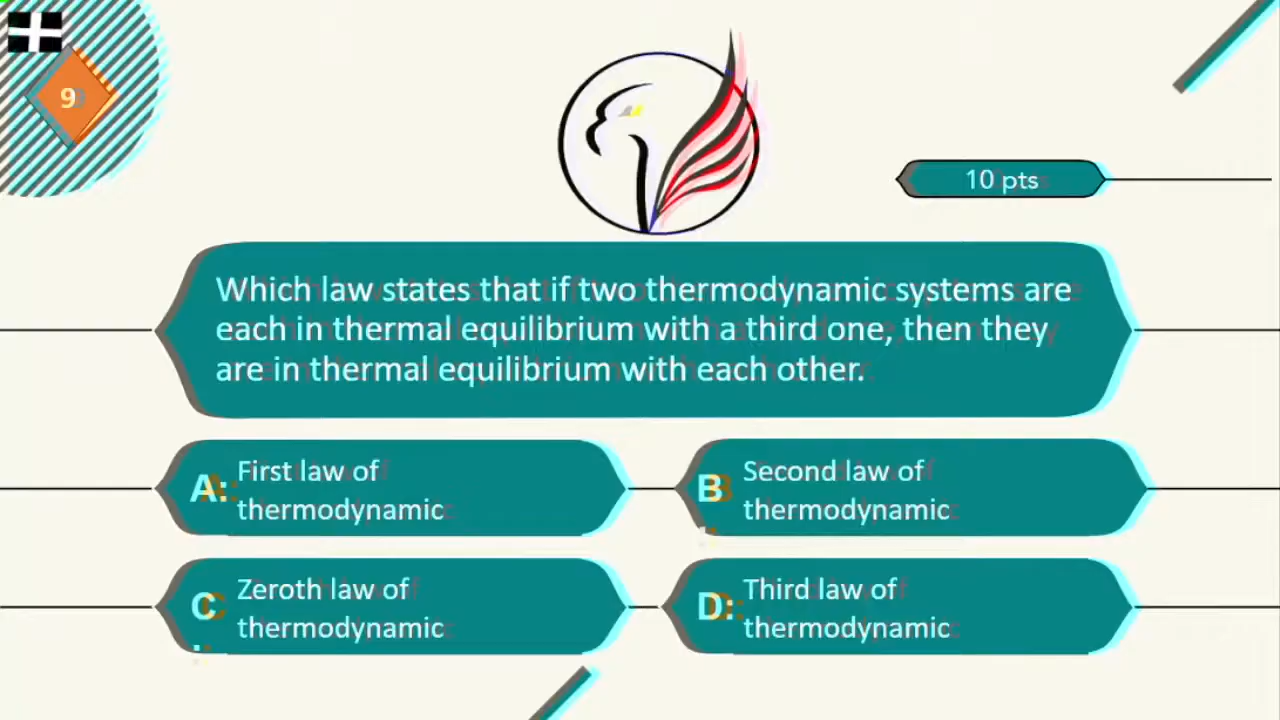 9
10 pts
Which law states that if two thermodynamic systems are
each in thermal equilibrium with a third one, then they
are in thermal equilibrium with each other.
A: First law of
thermodynamic
B: Second law of
thermodynamic
C: Zeroth law of
thermodynamic
D: Third law of
thermodynamic